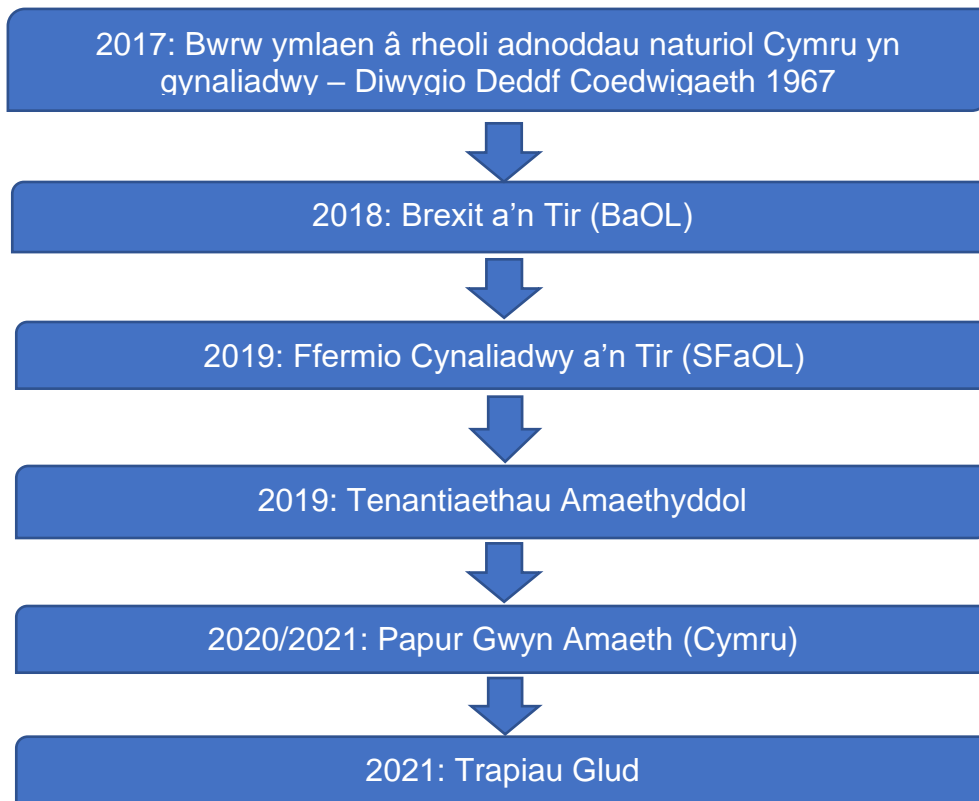 2017: Bwrw ymlaen â rheoli adnoddau naturiol Cymru yn
gynaliadwy – Diwygio Deddf Coedwigaeth 1967
2018: Brexit a’n Tir (BaOL)
2019: Ffermio Cynaliadwy a’n Tir (SFaOL)
2019: Tenantiaethau Amaethyddol
2020/2021: Papur Gwyn Amaeth (Cymru)
2021: Trapiau Glud